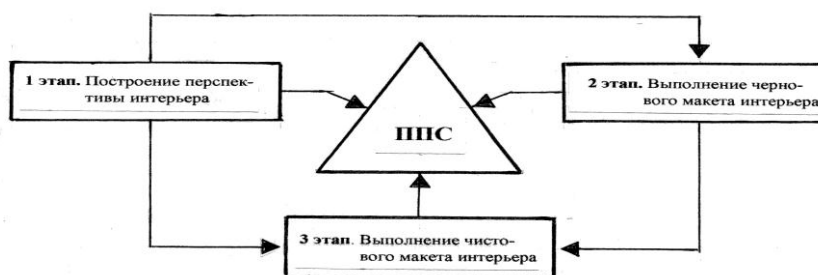 1 этап. Построение перспек-
тивы интерьера
2 этап. Выполнение черно-
вого макета интерьера
ППС
3 этап. Выполнение чисто-
вого макета интерьера